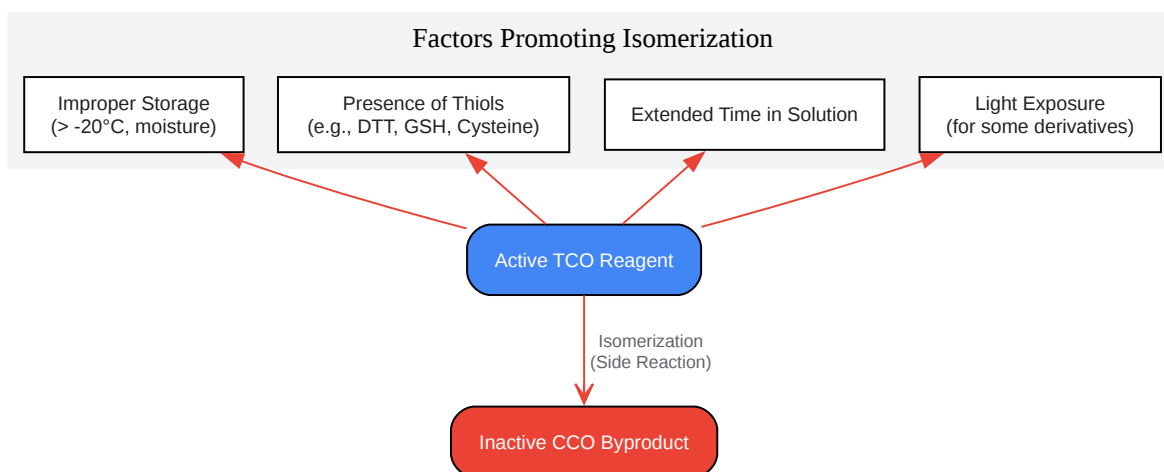 Factors Promoting Isomerization
Improper Storage
(> -20°C, moisture)
Presence of Thiols
(e.g., DTT, GSH, Cysteine)
Extended Time in Solution
Light Exposure
(for some derivatives)
Active TCO Reagent
Isomerization
(Side Reaction)
Inactive CCO Byproduct